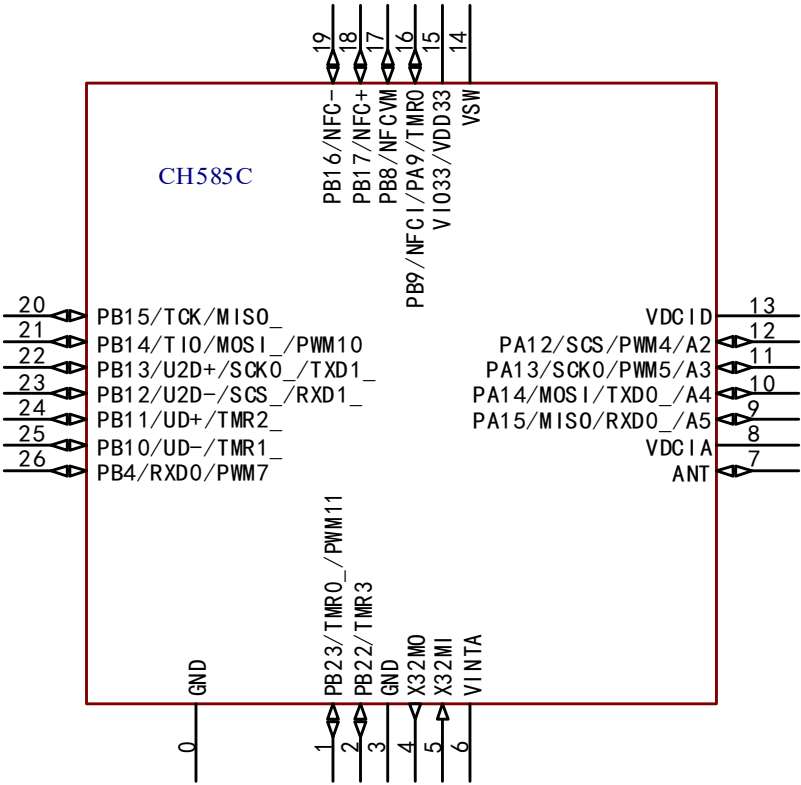 19 18 17 16 15 14
PB16/NFC-
PB17/NFC+
PB8/NFCVM
PB9/NFCI/PA9/TMR0
VIO33/VDD33
VSW
CH585C
20 PB15/TCK/MISO_
21 PB14/TIO/MOSI_/PWM10
22 PB13/U2D+/SCK0_/TXD1_
23 PB12/U2D-/SCS_/RXD1_
24 PB11/UD+/TMR2_
25 PB10/UD-/TMR1_
26 PB4/RXD0/PWM7
VDCID 13
PA12/SCS/PWM4/A2 12
PA13/SCK0/PWM5/A3 11
PA14/MOSI/TXD0_/A4 10
PA15/MISO/RXD0_/A5 9
VDCIA 8
ANT 7
GND
PB23/TMR0_/PWM11
PB22/TMR3
GND
X32MO
X32MI
VINTA
0 1 2 3 4 5 6